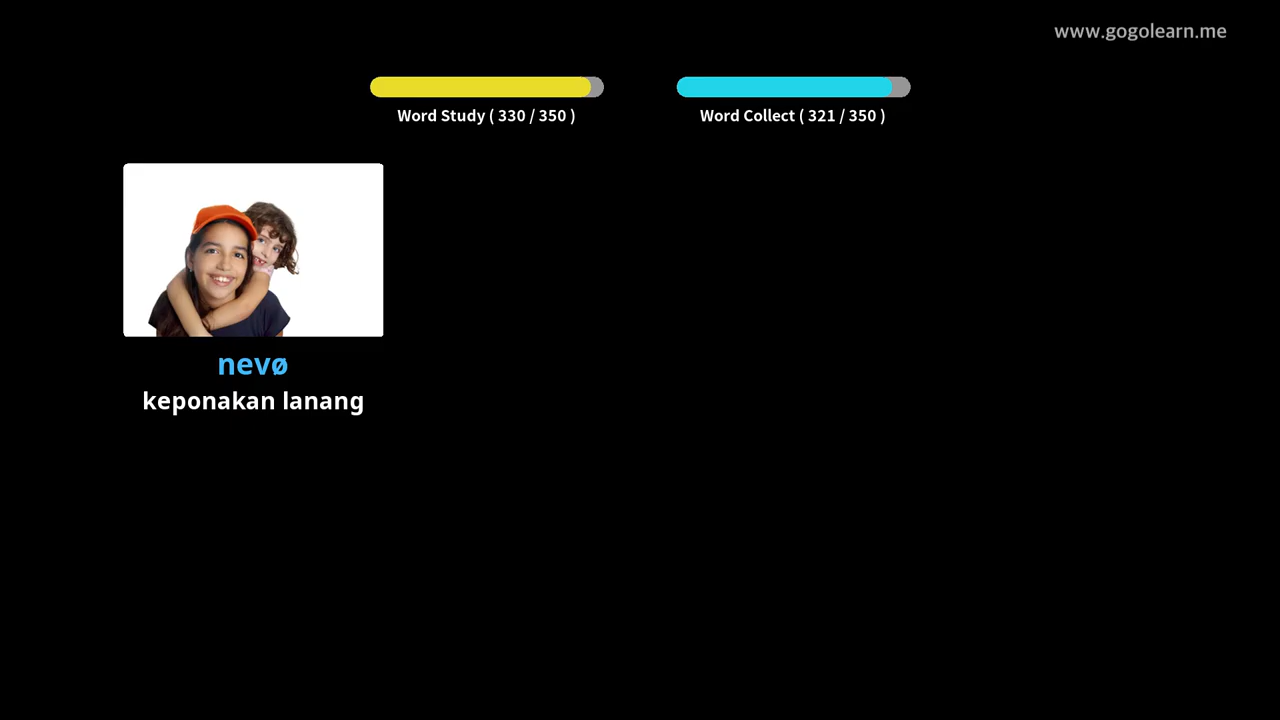 www.gogolearn.me
Word Study ( 330 / 350 )
Word Collect ( 321 / 350 )
nevø
keponakan lanang